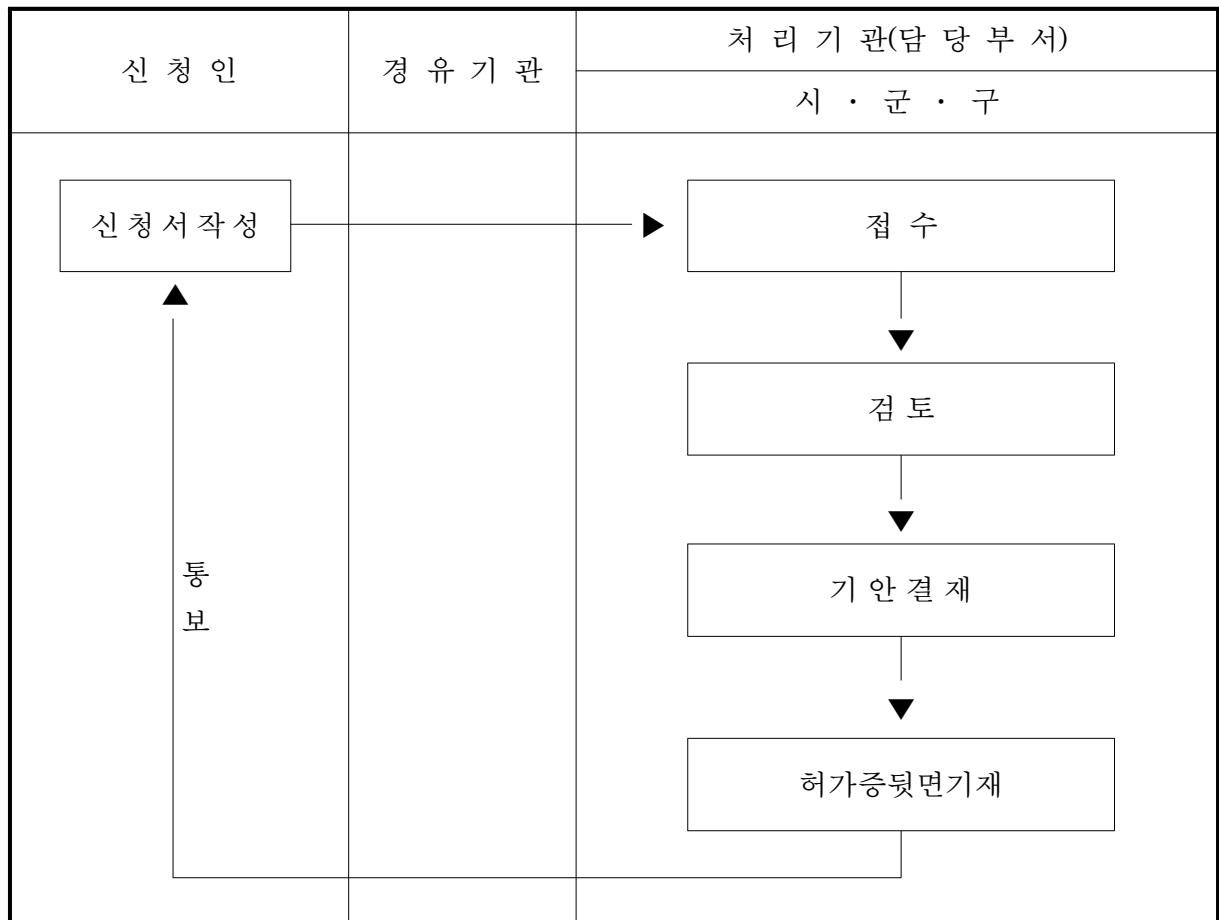 신 청 인
경 유 기 관
처 리 기 관(담 당 부 서)
시 · 군 · 구
신청서작성
접 수
검 토
기 안 결 재
통
보
허가증뒷면기재